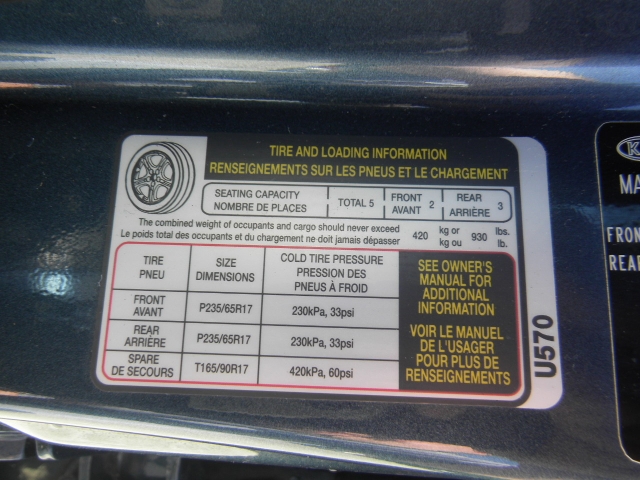 TIRE AND LOADING INFORMATION
RENSEIGNEMENTS SUR LES PNEUS ET LE CHARGEMENT
SEATING CAPACITY
NOMBRE DE PLACES
TOTAL 5
FRONT
AVANT 2
REAR
ARRIÈRE 3
The combined weight of occupants and cargo should never exceed
Le poids total des occupants et du chargement ne doit jamais dépasser
420
kg or
kg ou
930
lbs.
lb.
TIRE
PNEU
SIZE
DIMENSIONS
COLD TIRE PRESSURE
PRESSION DES
PNEUS À FROID
FRONT
AVANT
P235/65R17
230kPa, 33psi
REAR
ARRIÈRE
P235/65R17
230kPa, 33psi
SPARE
DE SECOURS
T165/90R17
420kPa, 60psi
SEE OWNER'S
MANUAL FOR
ADDITIONAL
INFORMATION
VOIR LE MANUEL
DE L'USAGER
POUR PLUS DE
RENSEIGNEMENTS
U570
MA
FRON
REAR